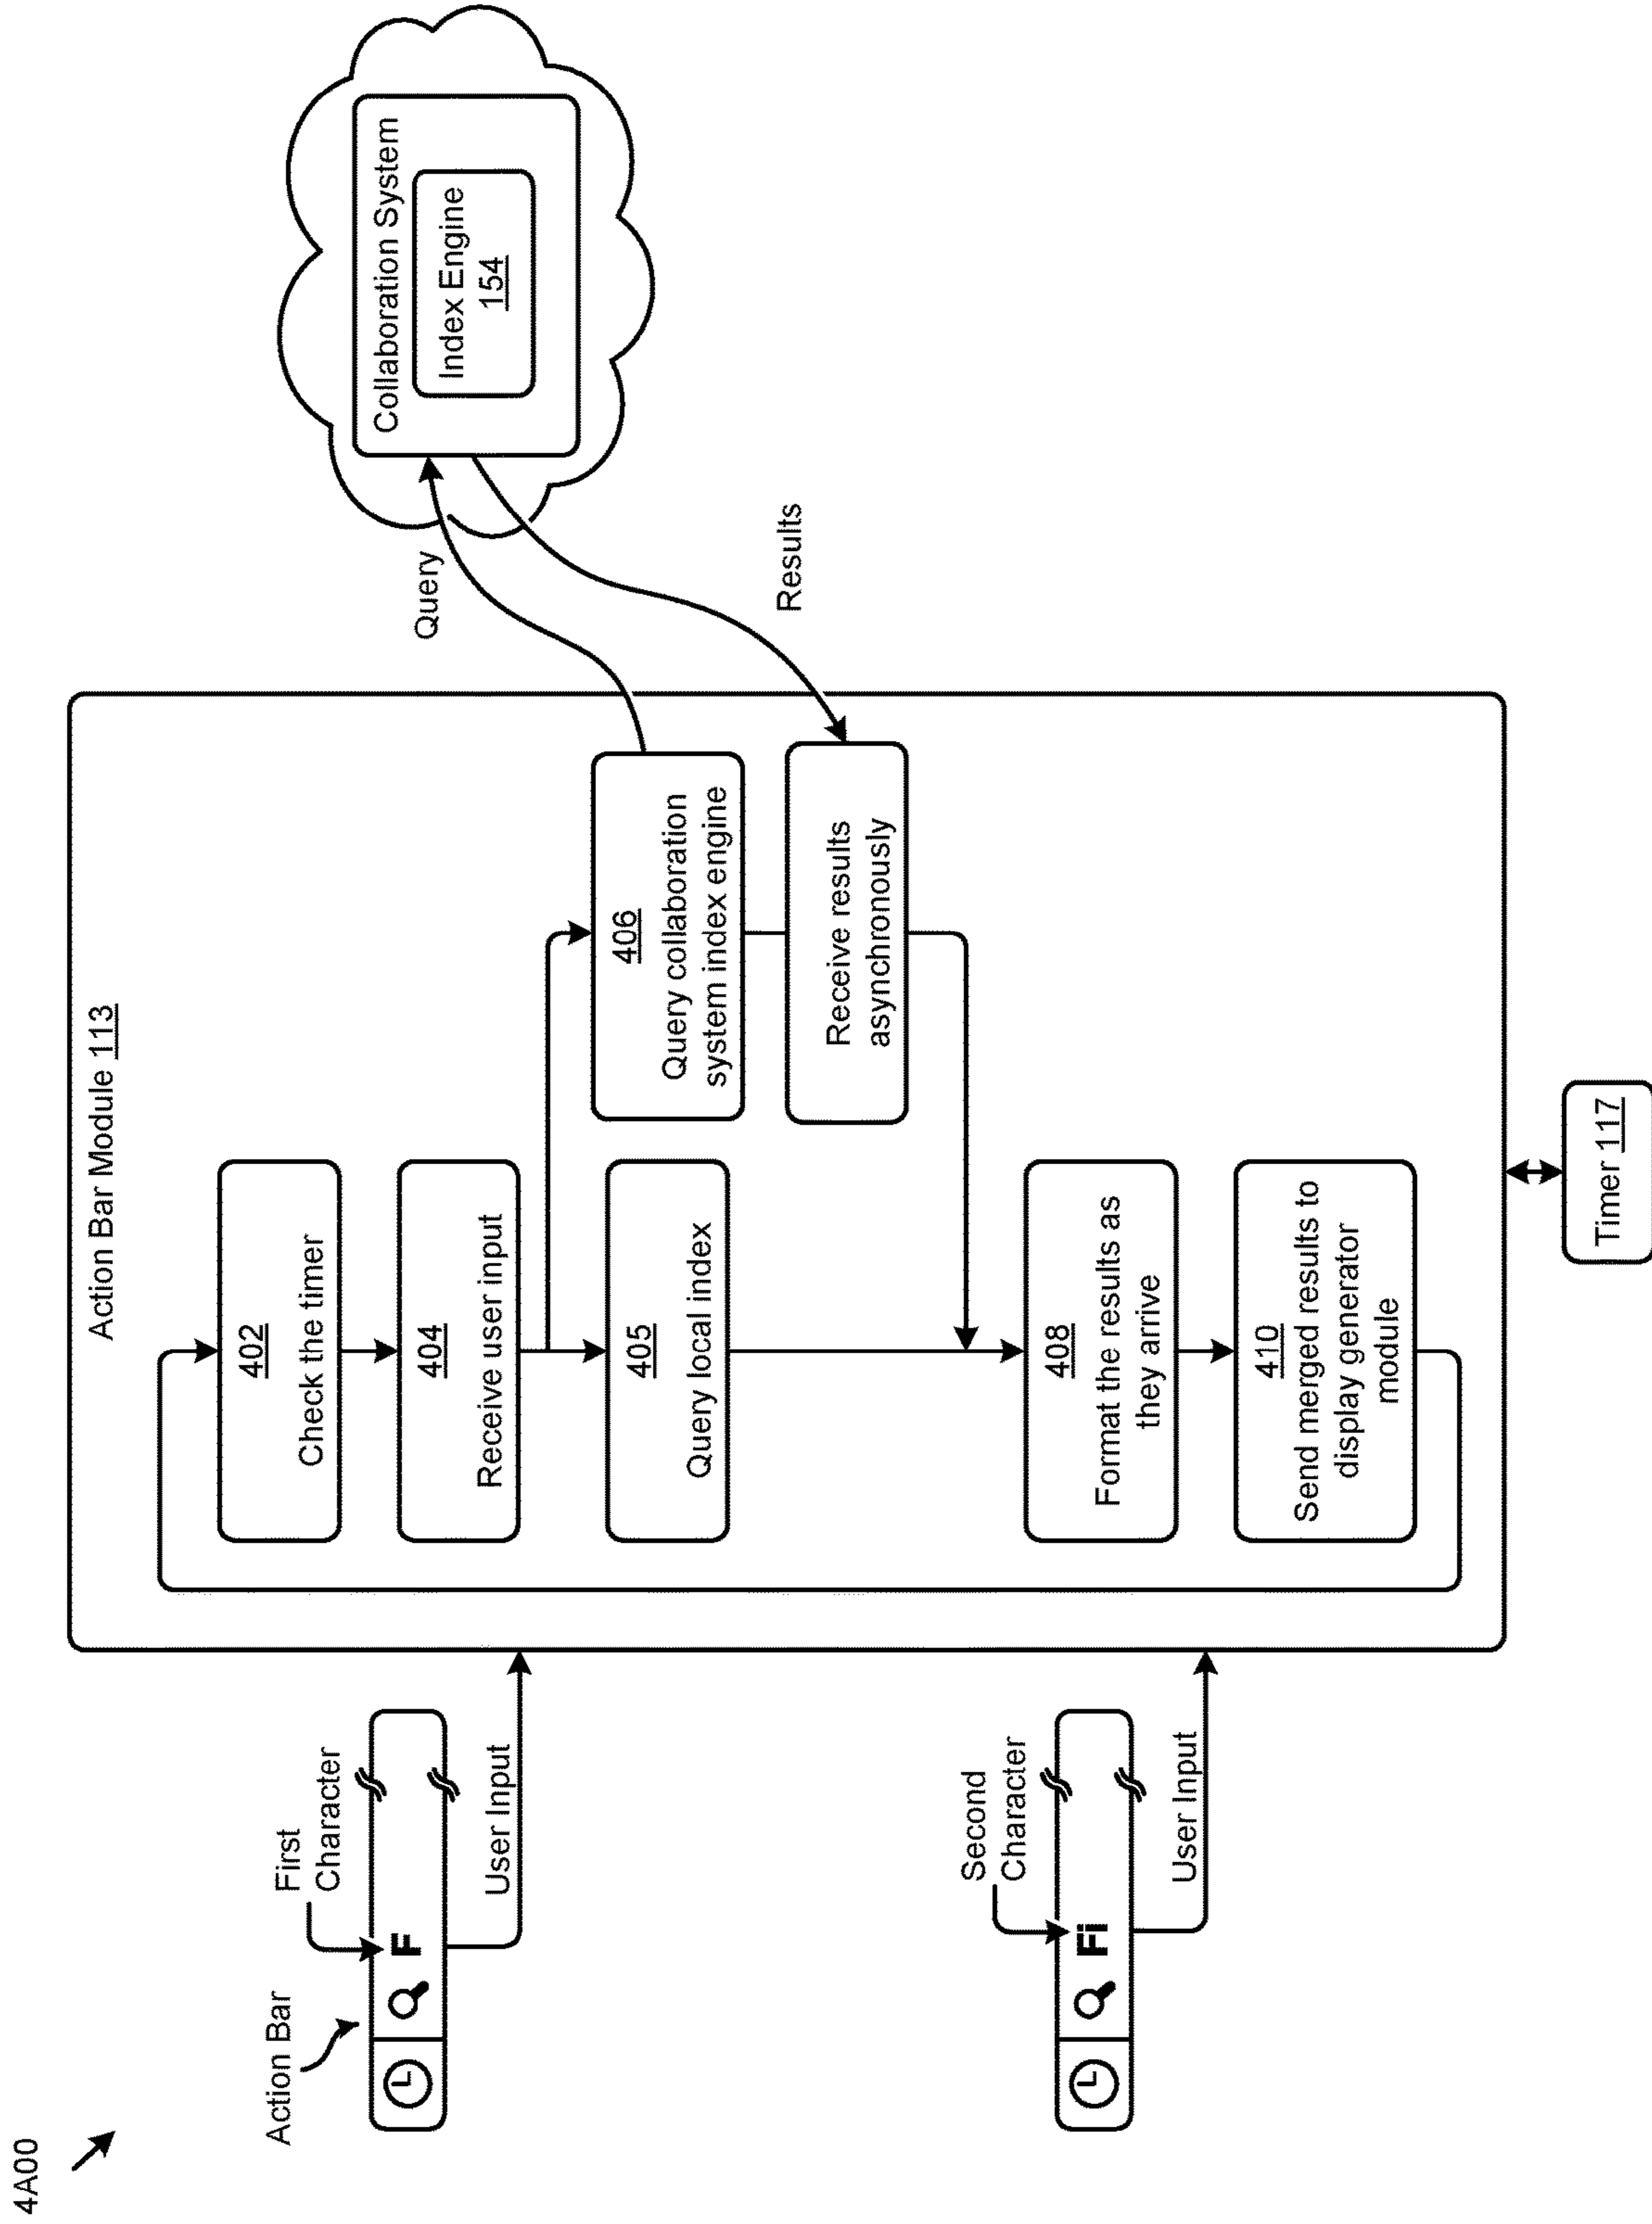 4A00
Action Bar
First
Character
F
User Input
Second
Character
Fi
User Input
Action Bar Module 113
402
Check the timer
404
Receive user input
405
Query local index
406
Query collaboration
system index engine
Receive results
asynchronously
408
Format the results as
they arrive
410
Send merged results to
display generator
module
Timer 117
Query
Results
Collaboration System
Index Engine
154